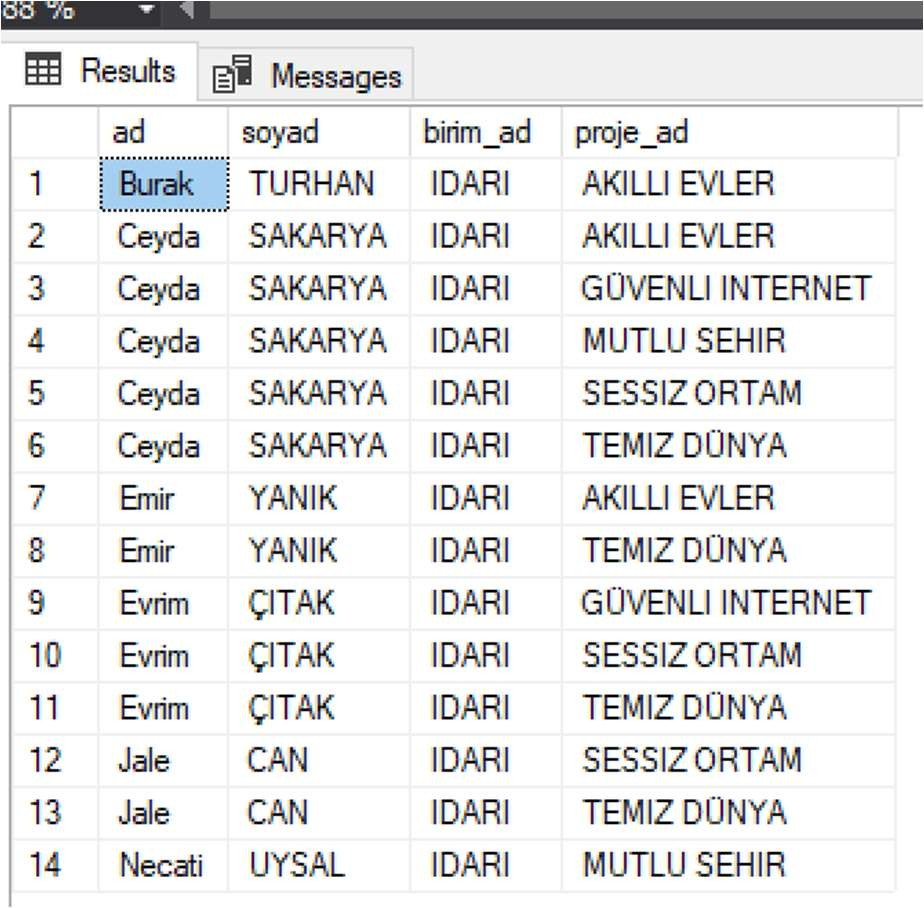 88 %
Results Messages
ad soyad birim_ad proje_ad
1 Burak TURHAN IDARI AKILLI EVLER
2 Ceyda SAKARYA IDARI AKILLI EVLER
3 Ceyda SAKARYA IDARI GÜVENLI INTERNET
4 Ceyda SAKARYA IDARI MUTLU SEHIR
5 Ceyda SAKARYA IDARI SESSIZ ORTAM
6 Ceyda SAKARYA IDARI TEMIZ DÜNYA
7 Emir YANIK IDARI AKILLI EVLER
8 Emir YANIK IDARI TEMIZ DÜNYA
9 Evrim ÇITAK IDARI GÜVENLI INTERNET
10 Evrim ÇITAK IDARI SESSIZ ORTAM
11 Evrim ÇITAK IDARI TEMIZ DÜNYA
12 Jale CAN IDARI SESSIZ ORTAM
13 Jale CAN IDARI TEMIZ DÜNYA
14 Necati UYSAL IDARI MUTLU SEHIR